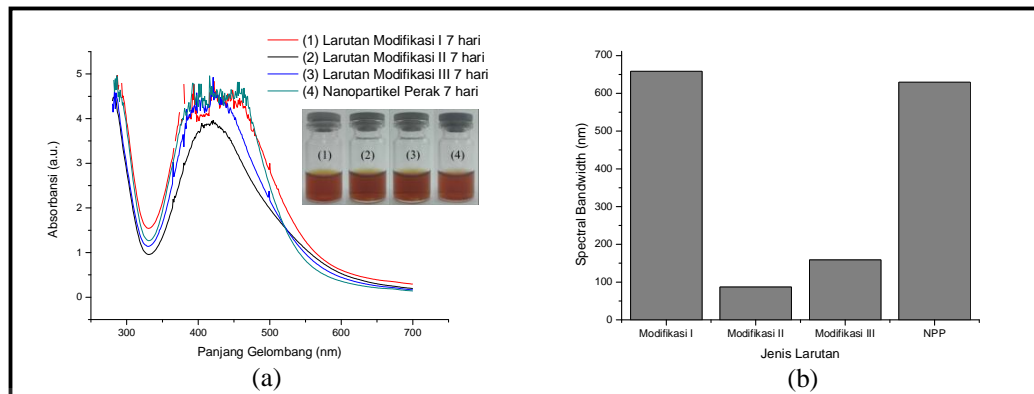 (1) Larutan Modifikasi I 7 hari
(2) Larutan Modifikasi II 7 hari
(3) Larutan Modifikasi III 7 hari
(4) Nanopartikel Perak 7 hari
5
4
3
2
1
0
Absorbansi (a.u.)
(1) (2) (3) (4)
300 400 500 600 700
Panjang Gelombang (nm)
(a)
700
600
500
400
300
200
100
0
Spectral Bandwidth (nm)
Modifikasi I Modifikasi II Modifikasi III NPP
Jenis Larutan
(b)